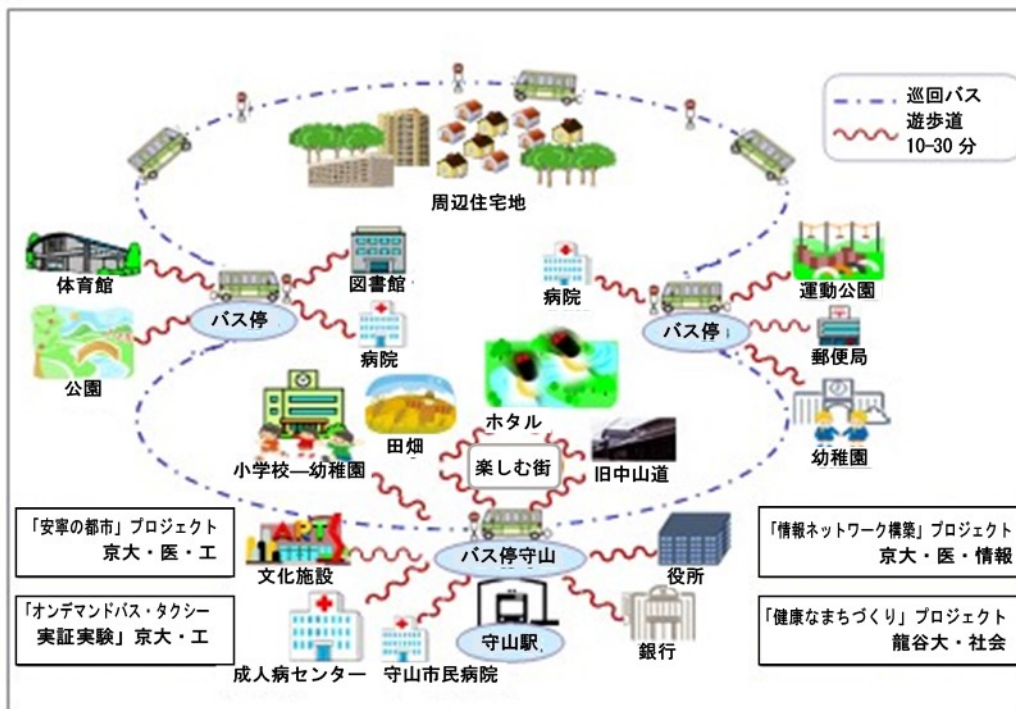 巡回バス
遊歩道
10-30 分
周辺住宅地
体育館
図書館
病院
運動公園
バス停
バス停
郵便局
公園
病院
ホタル
田畑
幼稚園
小学校―幼稚園
楽しむ街
旧中山道
「安寧の都市」プロジェクト
京大・医・工
文化施設
バス停守山
役所
「情報ネットワーク構築」プロジェクト
京大・医・情報
「オンデマンドバス・タクシー
実証実験」京大・工
成人病センター
守山市民病院
守山駅
銀行
「健康なまちづくり」プロジェクト
龍谷大・社会